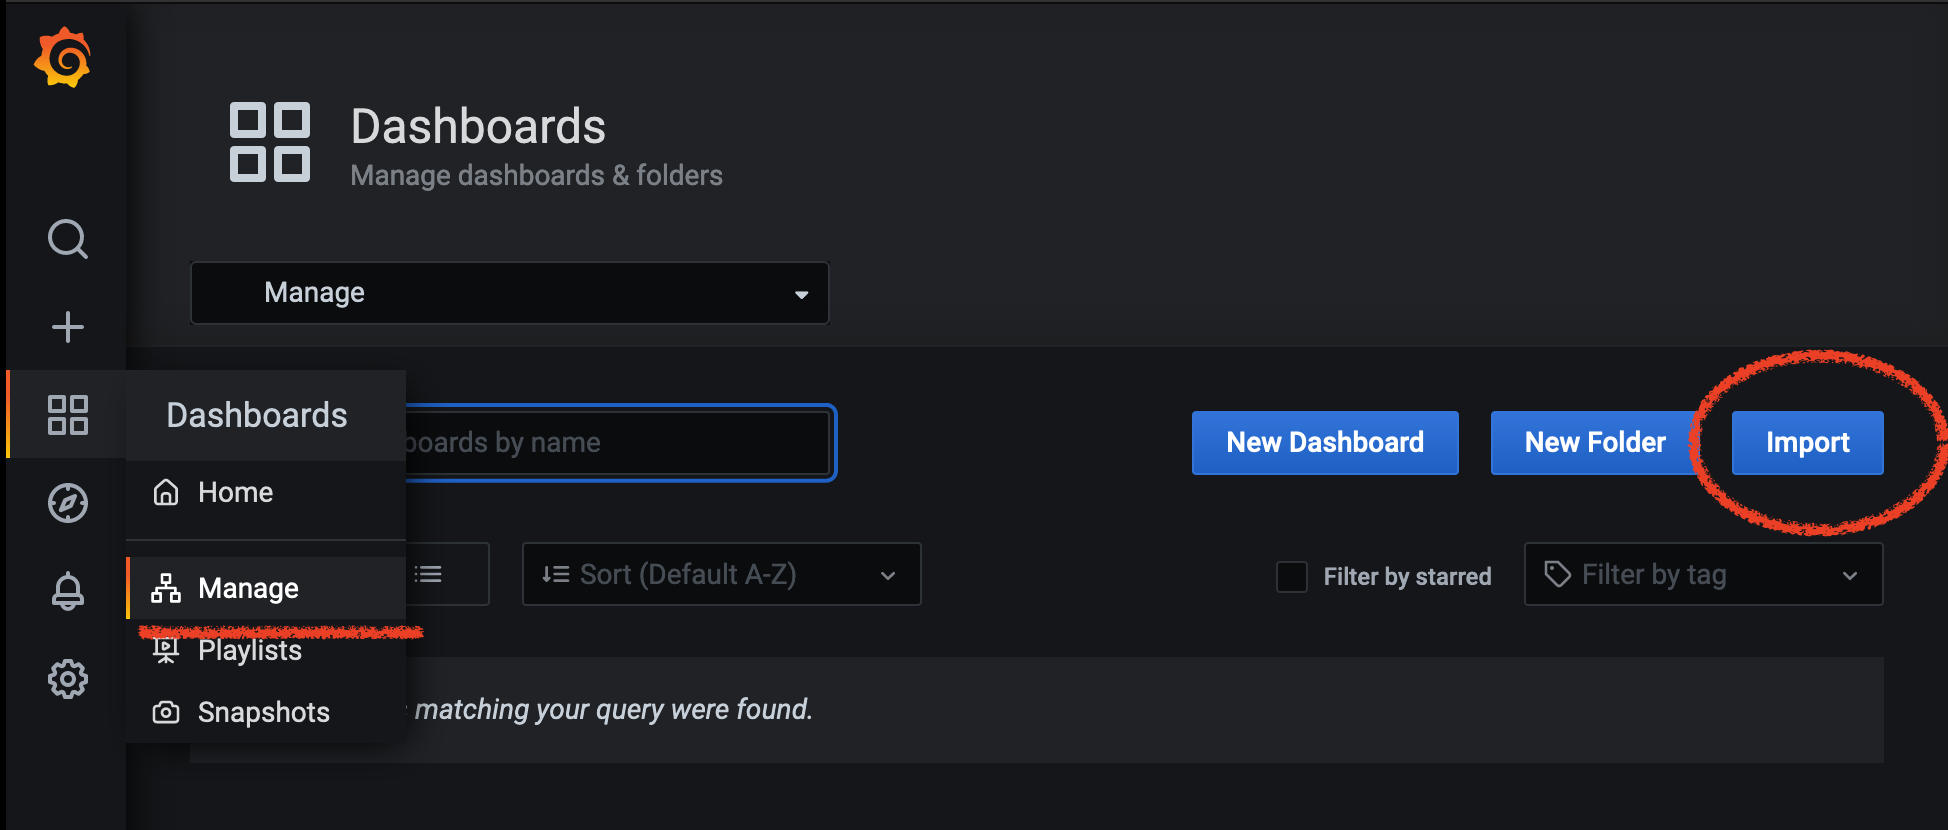 Dashboards
Manage dashboards & folders
Manage
Dashboards
boards by name
New Dashboard
New Folder
Import
Home
Sort (Default A-Z)
Filter by starred
Filter by tag
Manage
Playlists
Snapshots
matching your query were found.